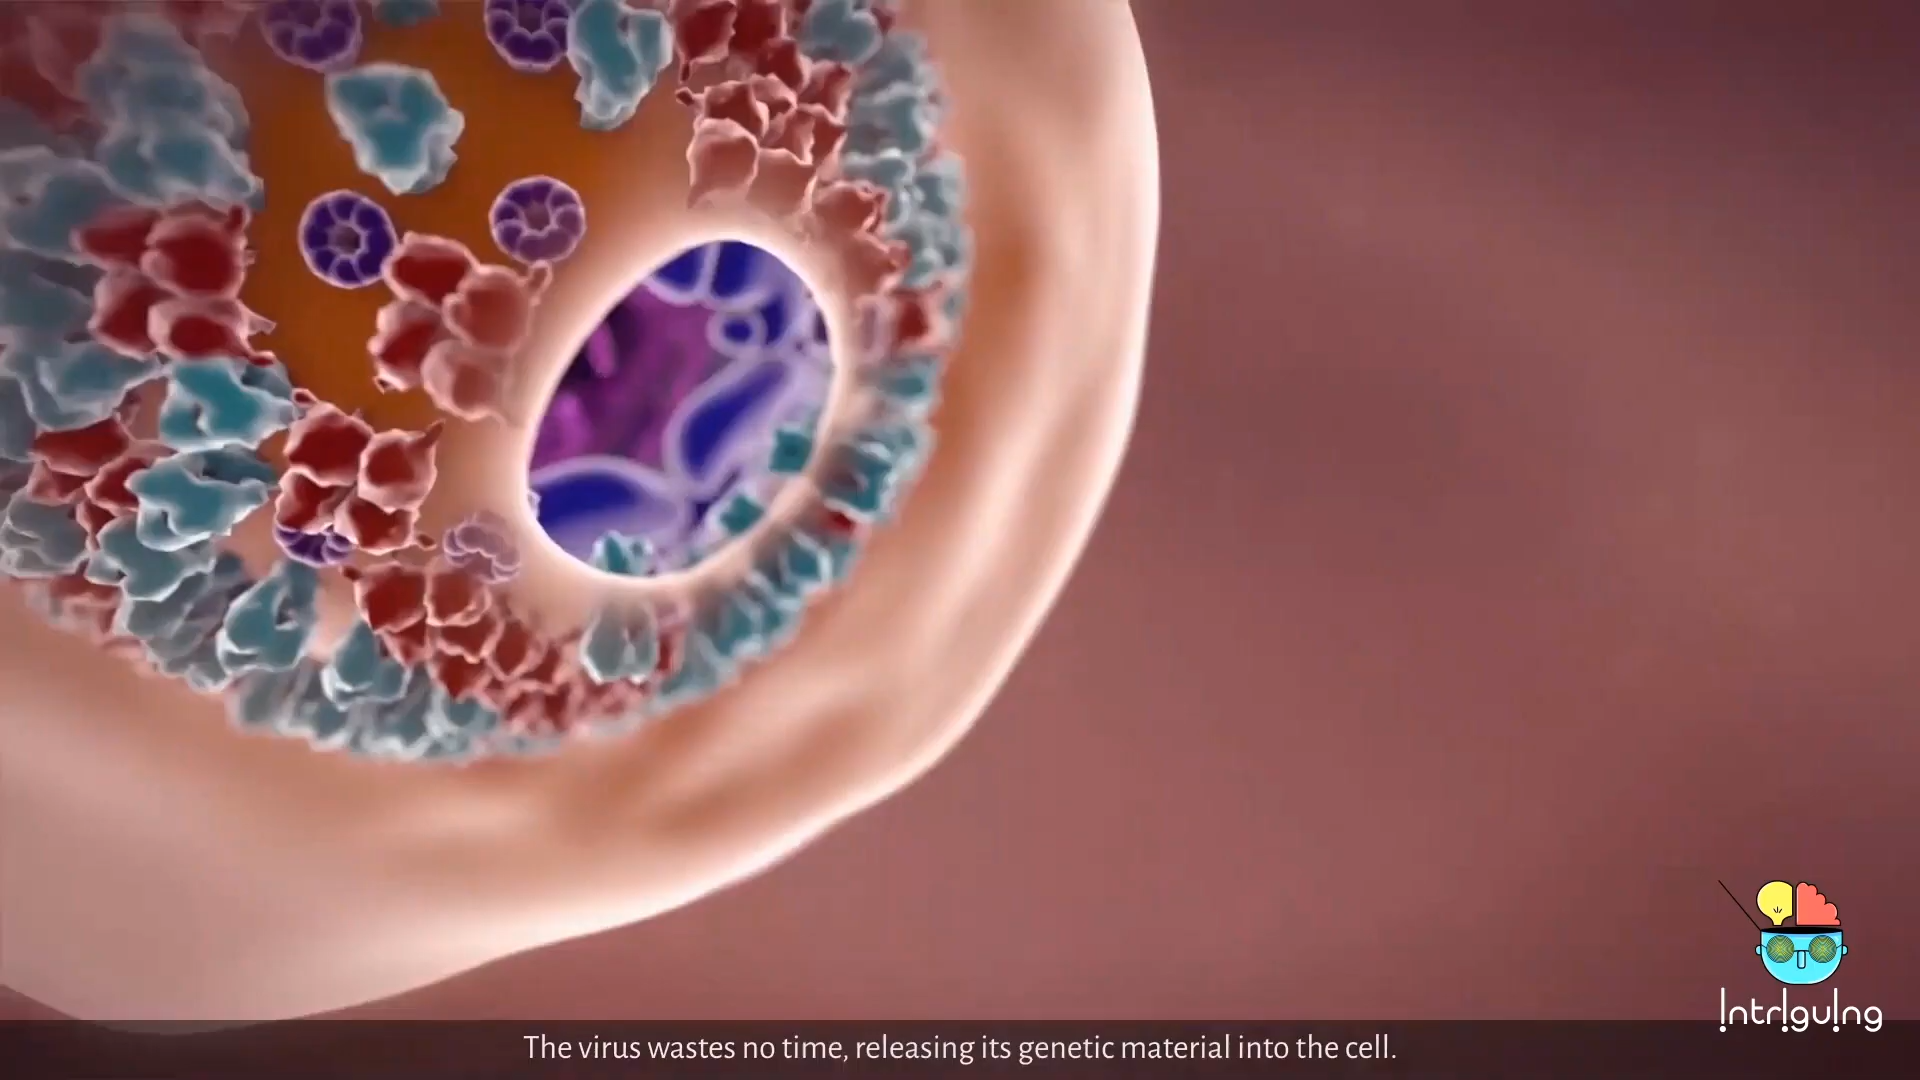 Intriguing
The virus wastes no time, releasing its genetic material into the cell.